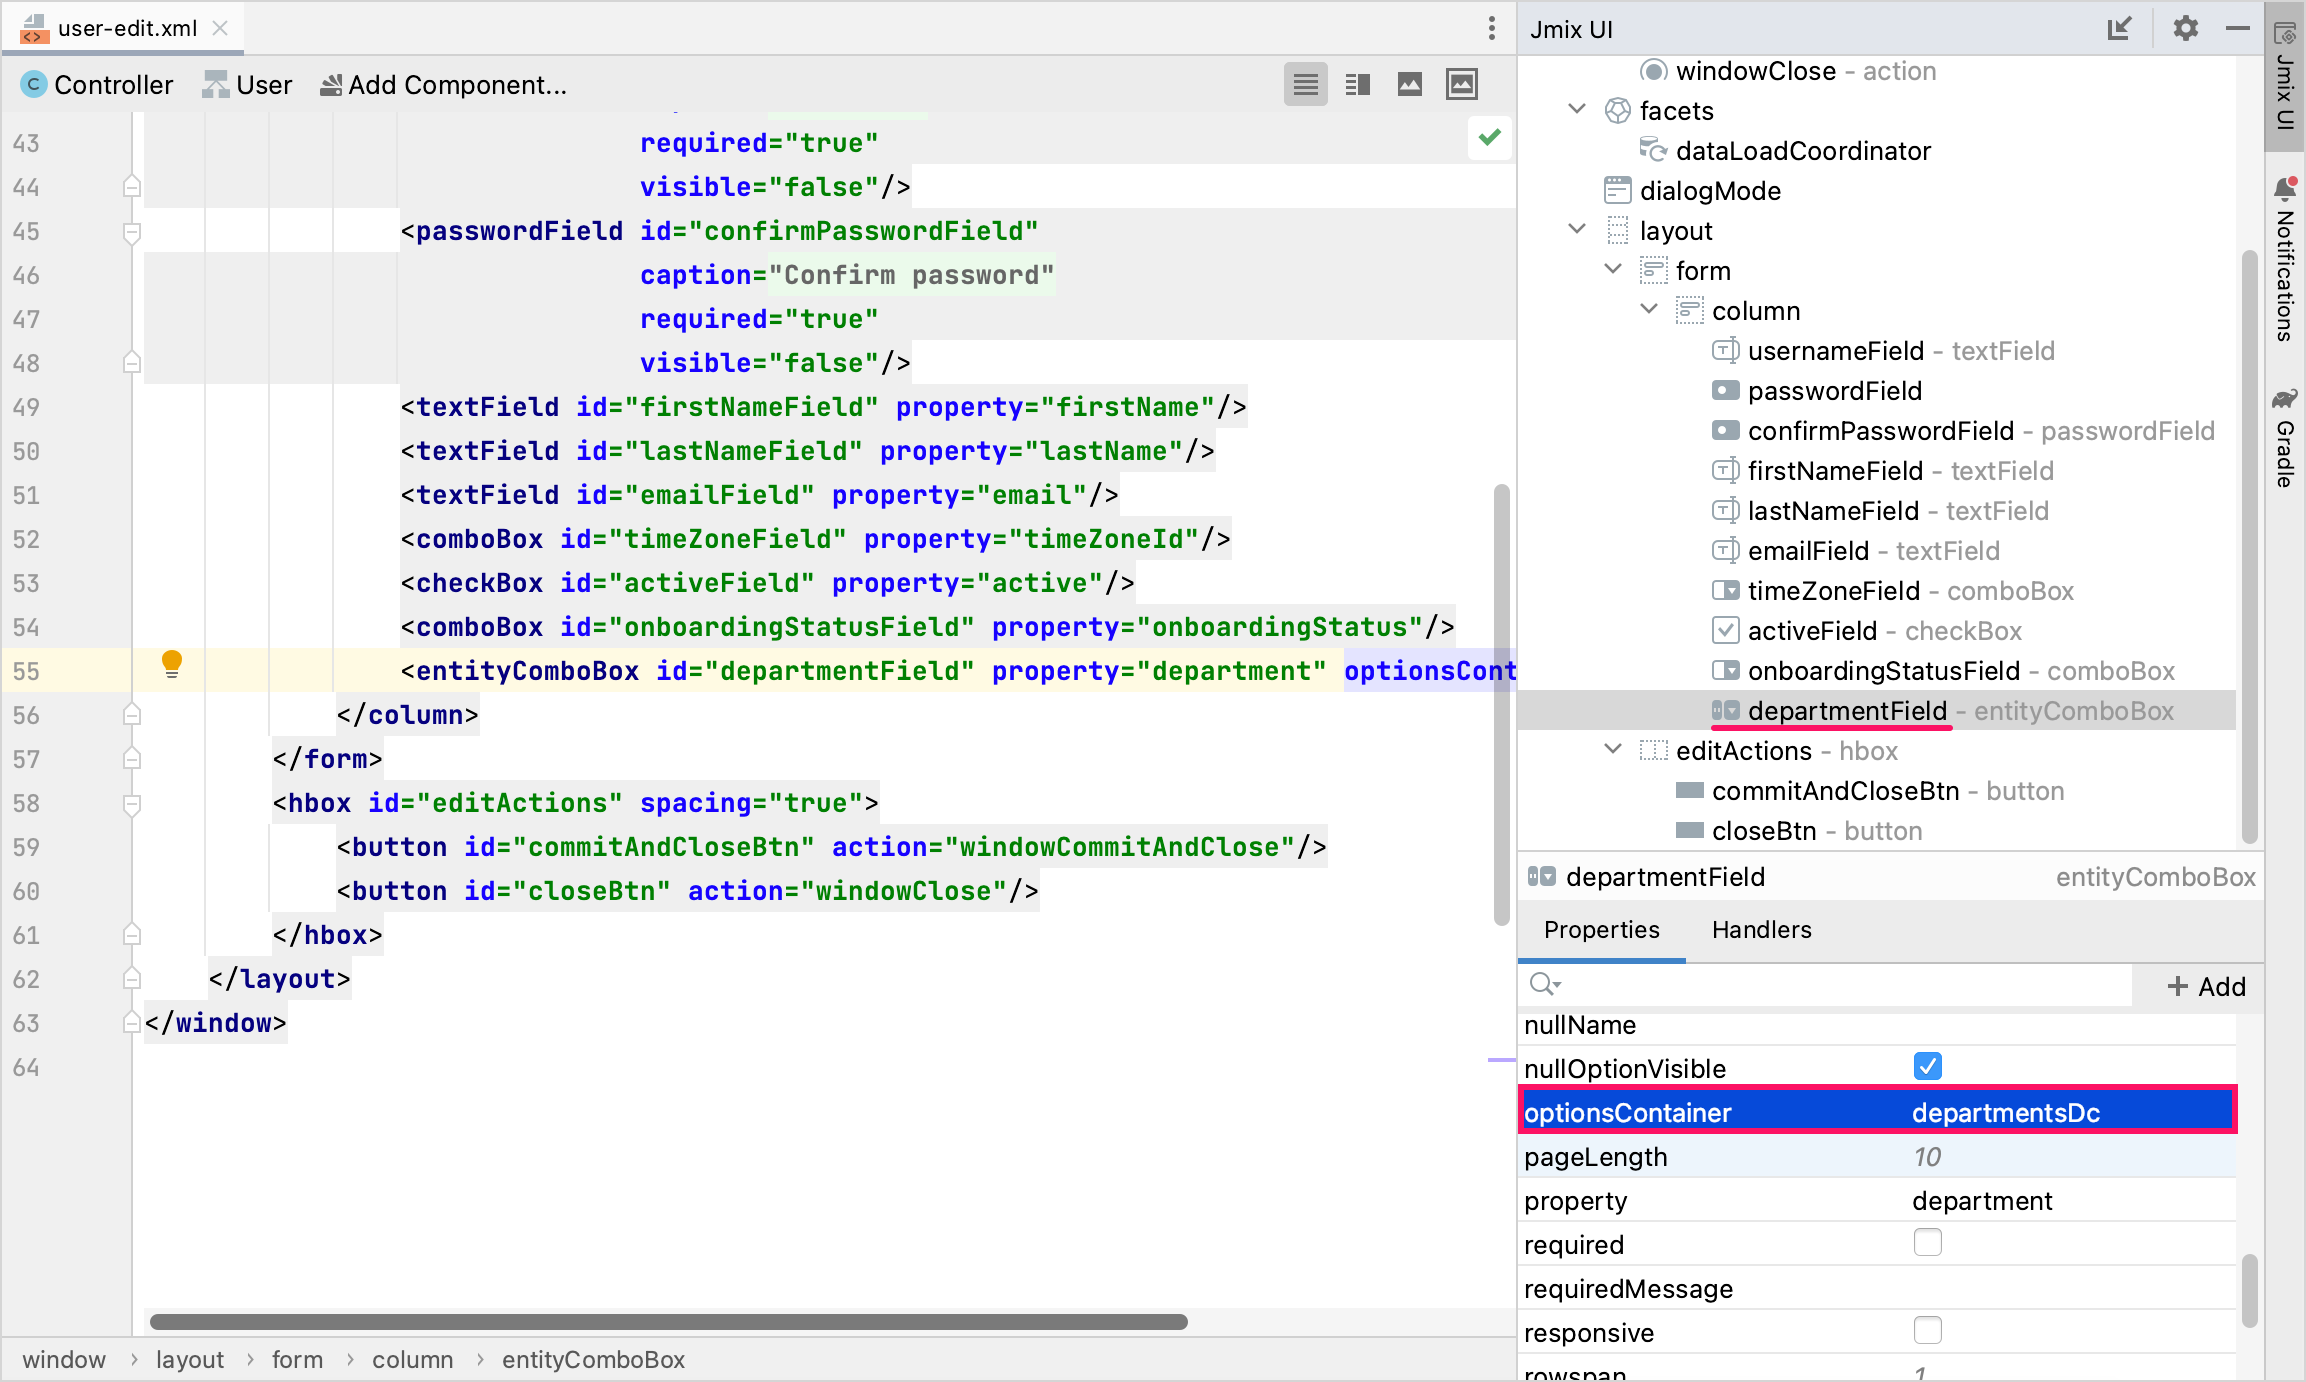 user-edit.xml
Controller
User
Add Component...
43 required="true"
44 visible="false"/>
45 <passwordField id="confirmPasswordField"
46 caption="Confirm password"
47 required="true"
48 visible="false"/>
49 <textField id="firstNameField" property="firstName"/>
50 <textField id="lastNameField" property="lastName"/>
51 <textField id="emailField" property="email"/>
52 <comboBox id="timeZoneField" property="timeZoneId"/>
53 <checkBox id="activeField" property="active"/>
54 <comboBox id="onboardingStatusField" property="onboardingStatus"/>
55 <entityComboBox id="departmentField" property="department" optionsCont
56 </column>
57 </form>
58 <hbox id="editActions" spacing="true">
59 <button id="commitAndCloseBtn" action="windowCommitAndClose"/>
60 <button id="closeBtn" action="windowClose"/>
61 </hbox>
62 </layout>
63 </window>
64
window › layout › form › column › entityComboBox
Jmix UI
windowClose - action
facets
dataLoadCoordinator
dialogMode
layout
form
column
usernameField - textField
passwordField
confirmPasswordField - passwordField
firstNameField - textField
lastNameField - textField
emailField - textField
timeZoneField - comboBox
activeField - checkBox
onboardingStatusField - comboBox
departmentField - entityComboBox
editActions - hbox
commitAndCloseBtn - button
closeBtn - button
departmentField entityComboBox
Properties Handlers
+ Add
nullName
nullOptionVisible
optionsContainer departmentsDc
pageLength 10
property department
required
requiredMessage
responsive
rowspan 1
Jmix UI
Notifications
Gradle